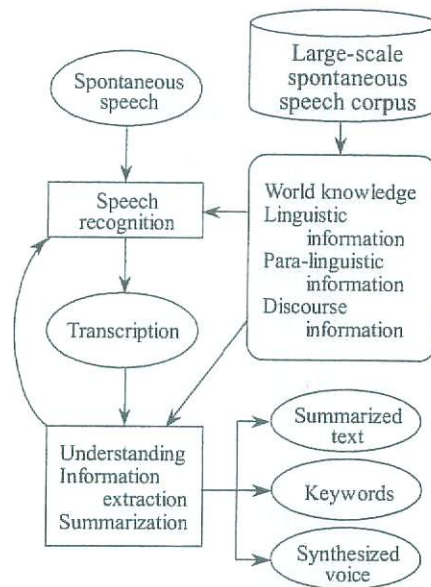 Spontaneous
speech
Large-scale
spontaneous
speech corpus
Speech
recognition
World knowledge
Linguistic
information
Para-linguistic
information
Discourse
information
Transcription
Understanding
Information
extraction
Summarization
Summarized
text
Keywords
Synthesized
voice